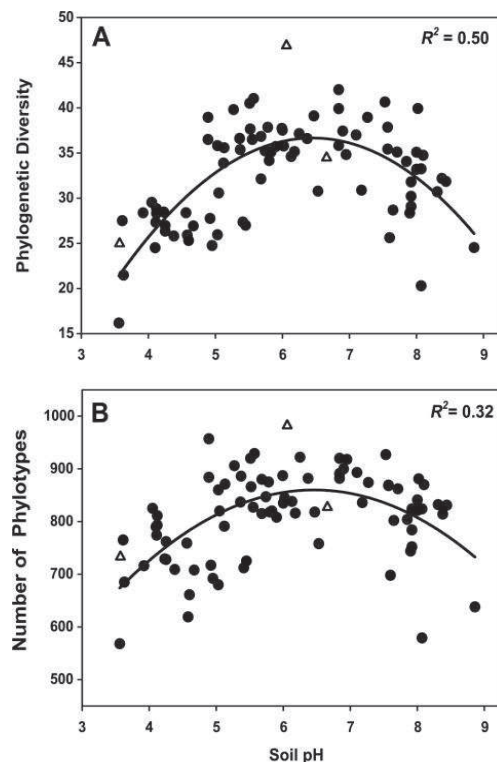 A
R² = 0.50
50
45
40
35
30
25
20
15
Phylogenetic Diversity
3 4 5 6 7 8 9
B
R² = 0.32
1000
900
800
700
600
500
Number of Phylotypes
3 4 5 6 7 8 9
Soil pH